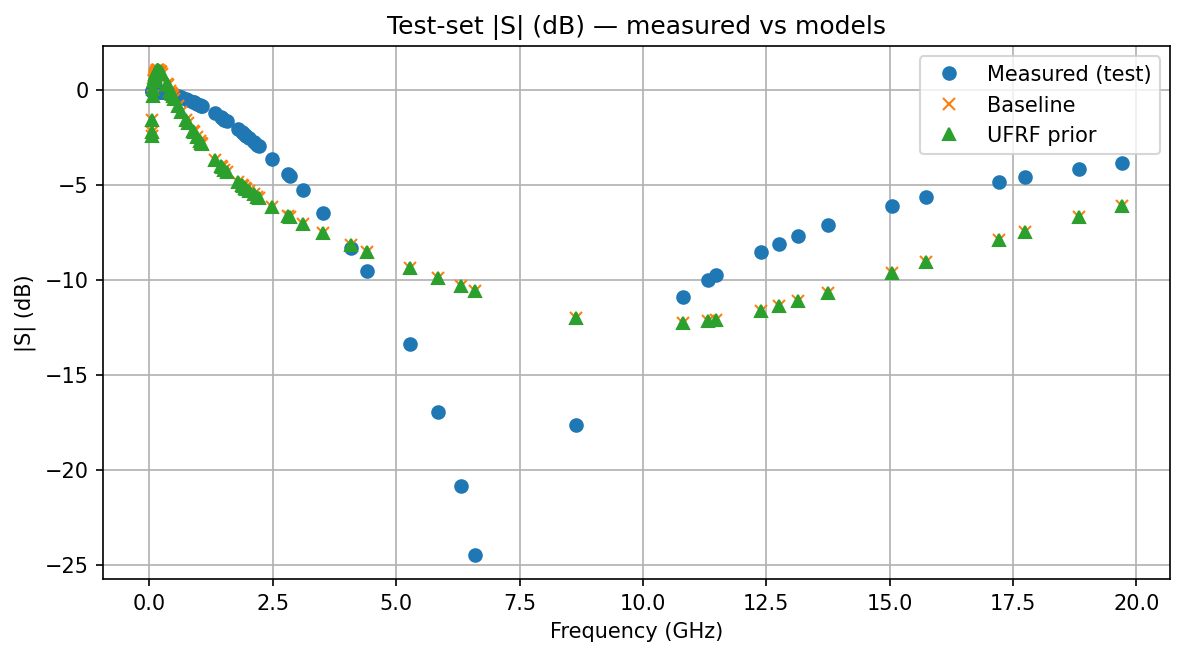 Test-set |S| (dB) — measured vs models
Measured (test)
Baseline
UFRF prior
|S| (dB)
0
−5
−10
−15
−20
−25
0.0 2.5 5.0 7.5 10.0 12.5 15.0 17.5 20.0
Frequency (GHz)